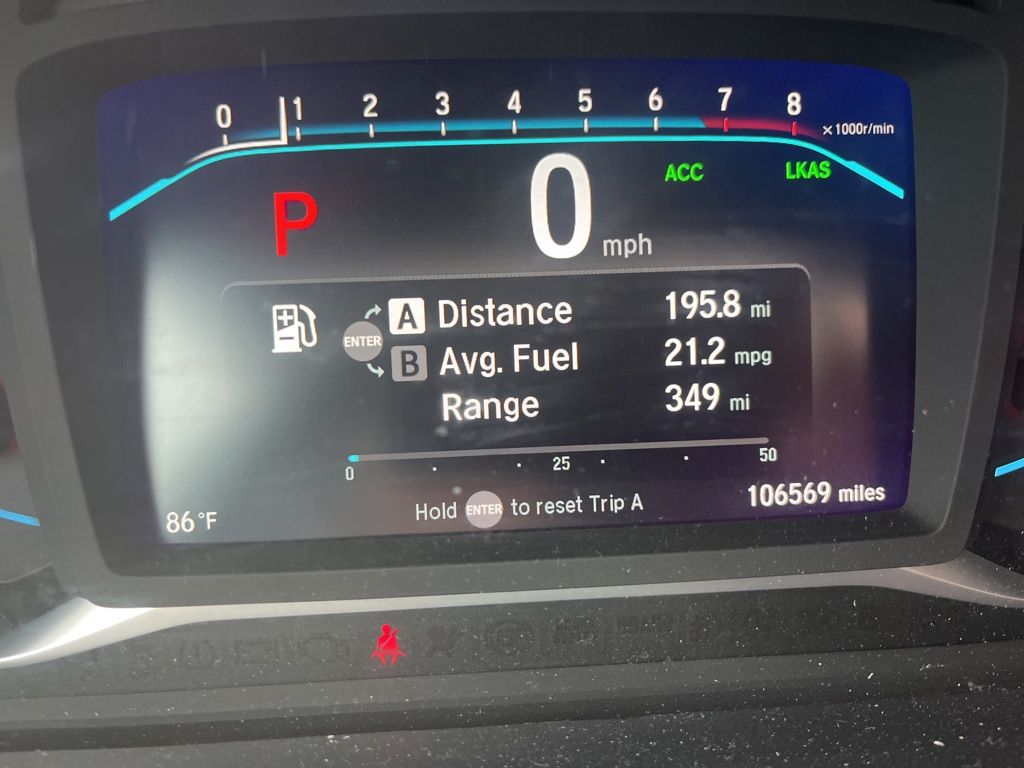 0 1 2 3 4 5 6 7 8
×1000r/min
P
0 mph
ACC
LKAS
ENTER
A Distance 195.8 mi
B Avg. Fuel 21.2 mpg
Range 349 mi
0 25 50
Hold ENTER to reset Trip A
106569 miles
86°F